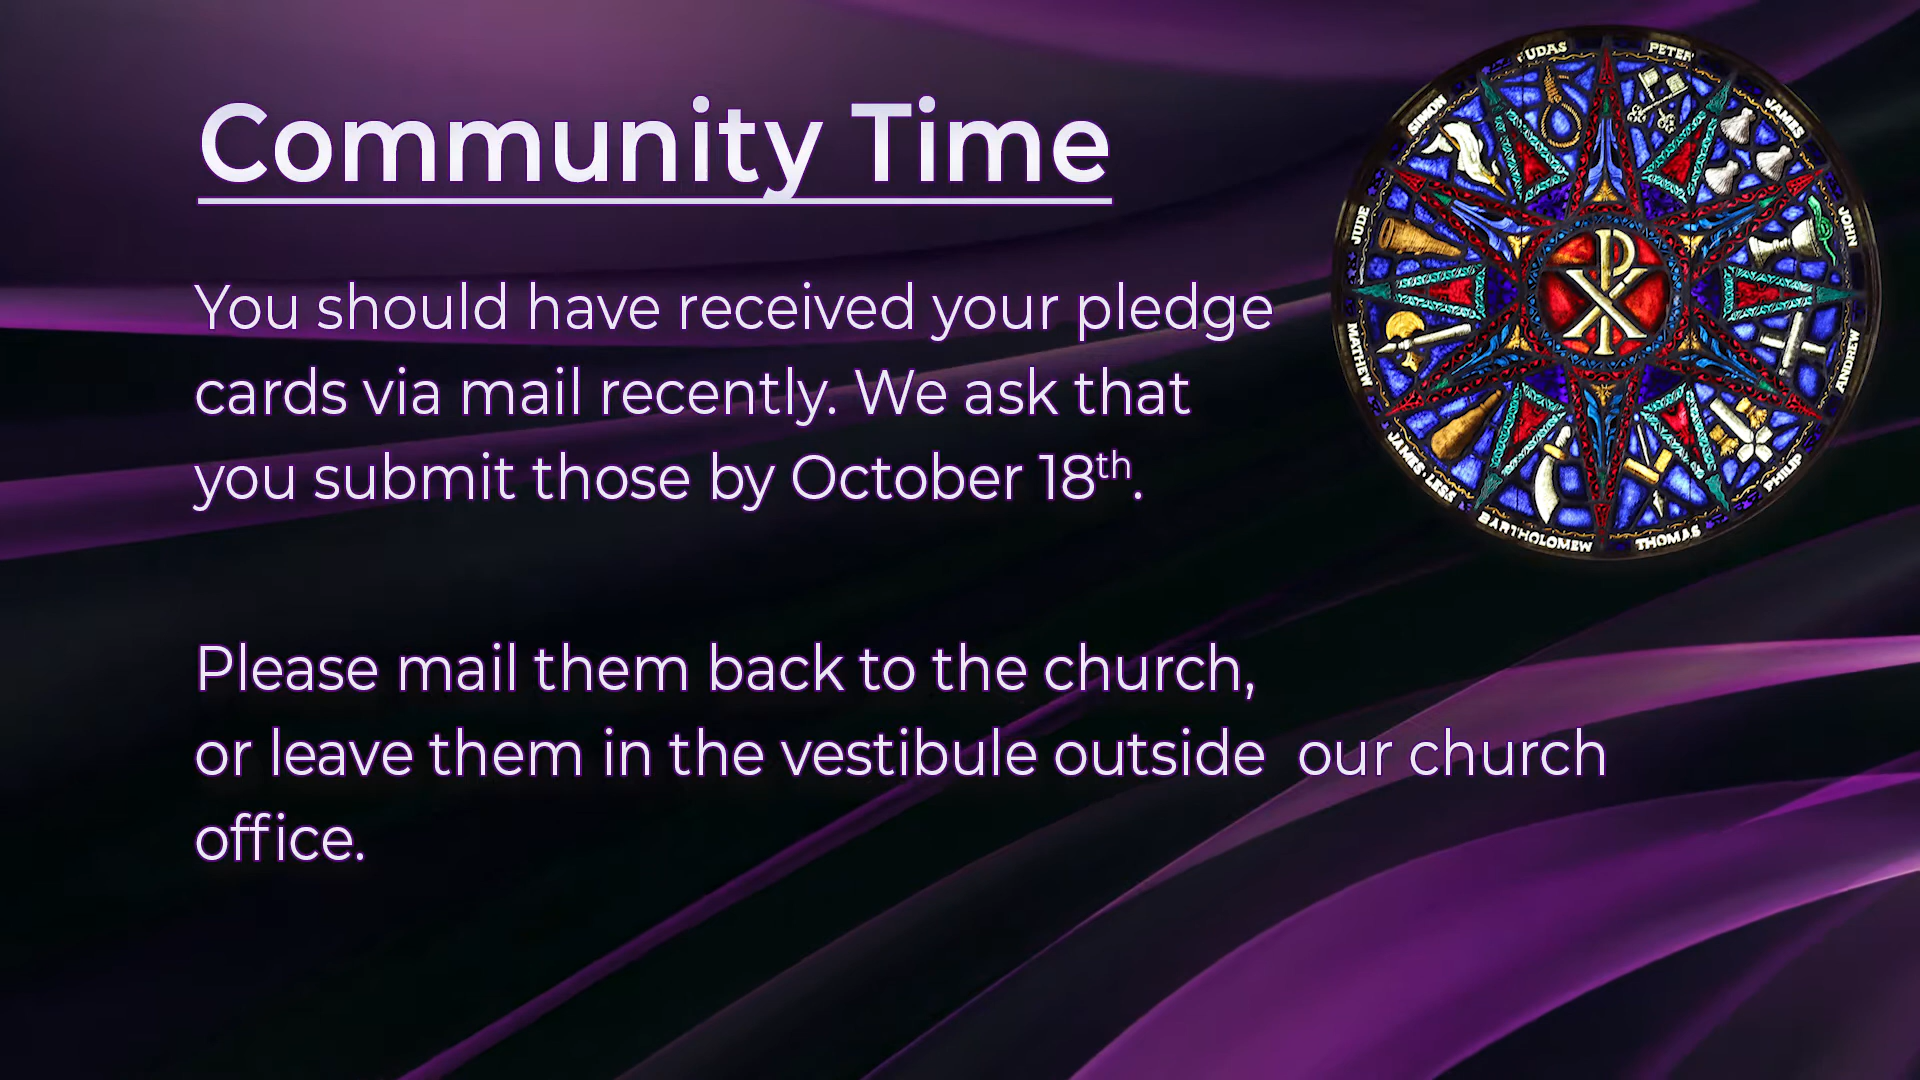 Community Time
You should have received your pledge
cards via mail recently. We ask that
you submit those by October 18th.
Please mail them back to the church,
or leave them in the vestibule outside  our church
office.
JUDAS
PETER
JAMES
JOHN
ANDREW
PHILIP
THOMAS
BARTHOLOMEW
JAMES·LESS
MATHEW
JUDE
SIMON